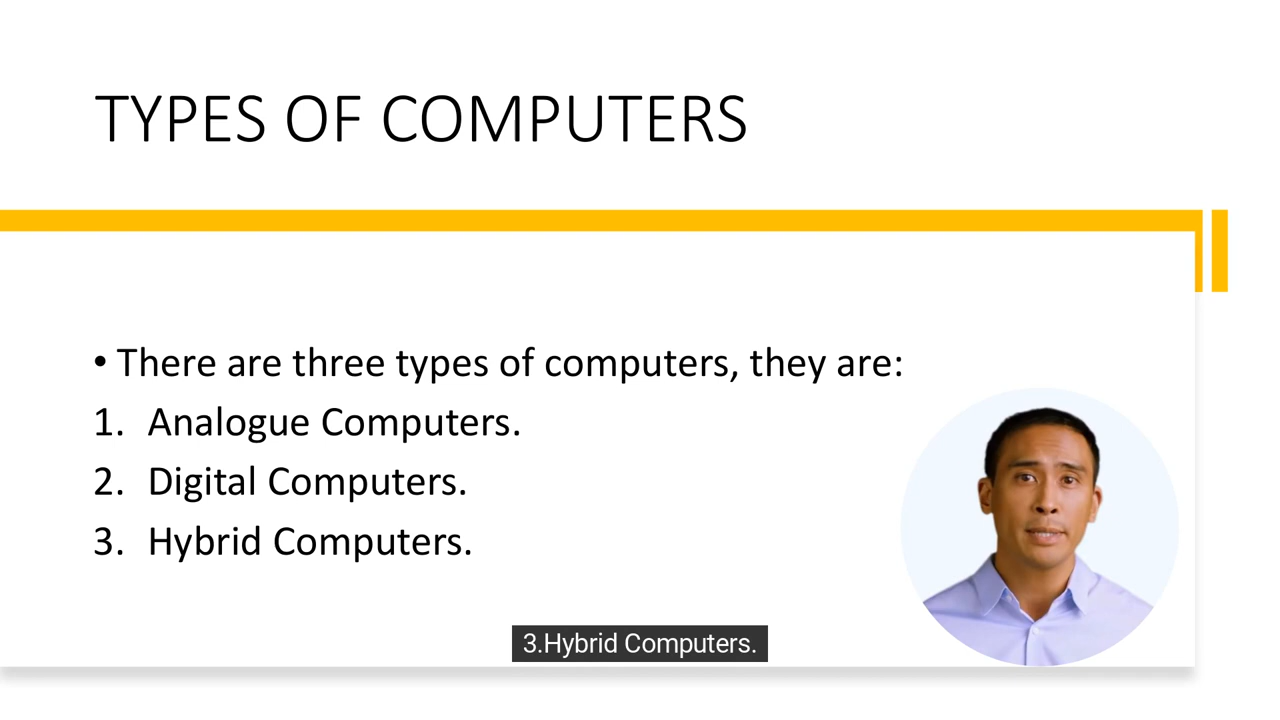 TYPES OF COMPUTERS
• There are three types of computers, they are:
1. Analogue Computers.
2. Digital Computers.
3. Hybrid Computers.
3.Hybrid Computers.